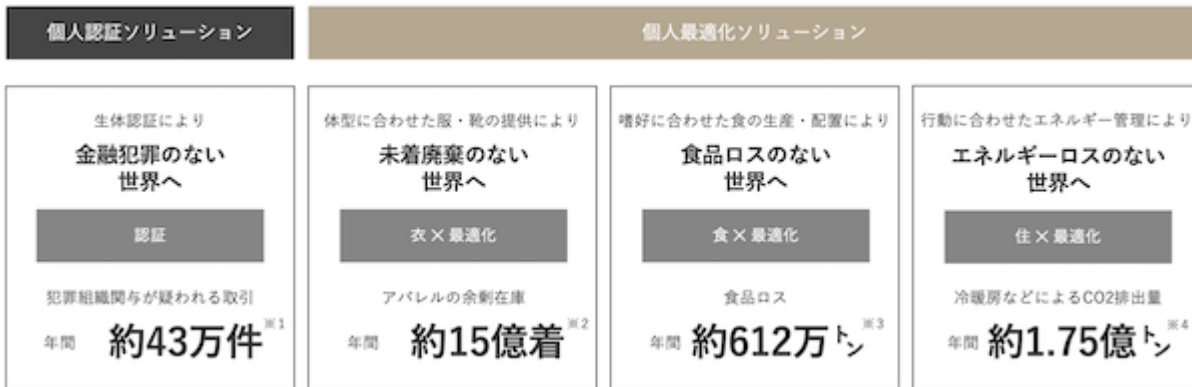 個人認証ソリューション
個人最適化ソリューション
生体認証により
金融犯罪のない
世界へ
認証
犯罪組織関与が疑われる取引
年間 約43万件※1
体型に合わせた服・靴の提供により
未着廃棄のない
世界へ
衣×最適化
アパレルの余剰在庫
年間 約15億着※2
嗜好に合わせた食の生産・配置により
食品ロスのない
世界へ
食×最適化
食品ロス
年間 約612万トン※3
行動に合わせたエネルギー管理により
エネルギーロスのない
世界へ
住×最適化
冷暖房などによるCO2排出量
年間 約1.75億トン※4